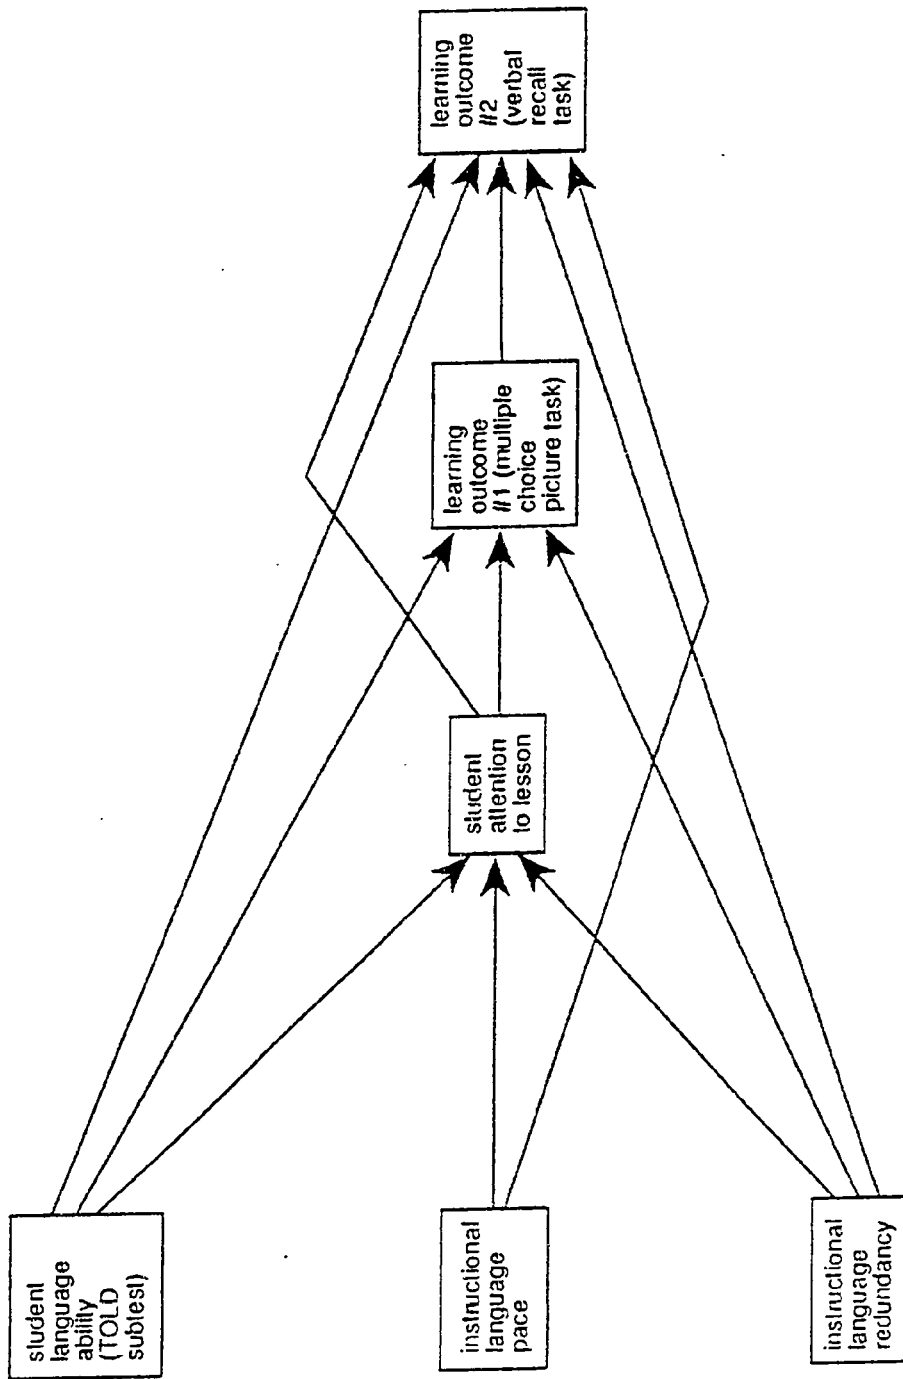 student
language
ability
(TOLD
subtest)
instructional
language
pace
instructional
language
redundancy
student
attention
to lesson
learning
outcome
#1 (multiple
choice
picture task)
learning
outcome
#2
(verbal
recall
task)